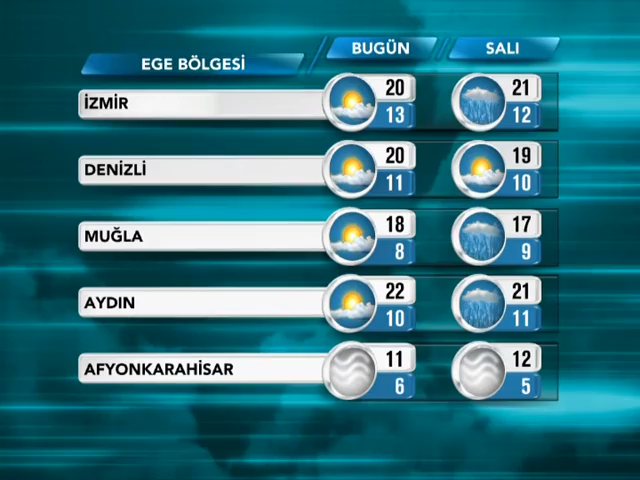 EGE BÖLGESİ BUGÜN SALI
İZMİR 20 13 21 12
DENİZLİ 20 11 19 10
MUĞLA 18 8 17 9
AYDIN 22 10 21 11
AFYONKARAHİSAR 11 6 12 5